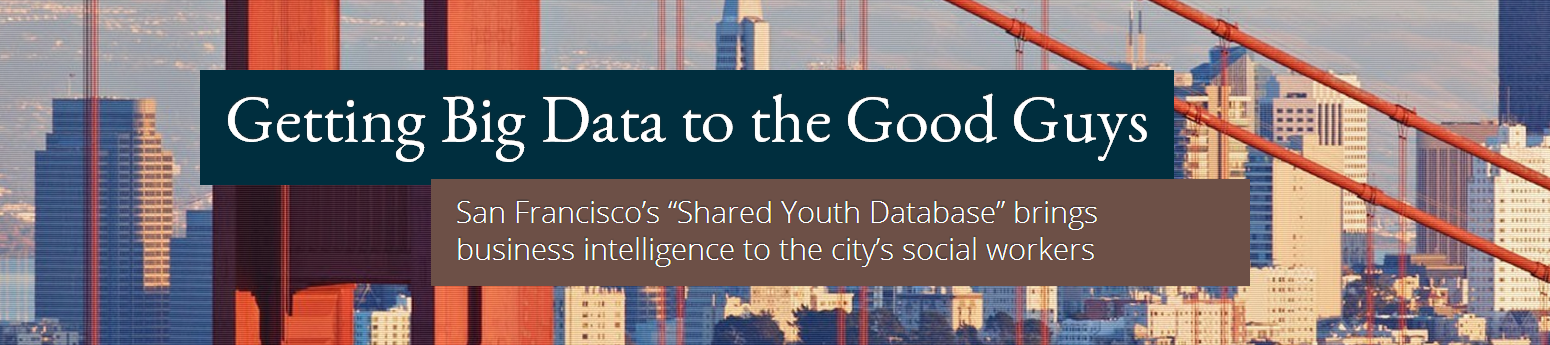 Getting Big Data to the Good Guys
San Francisco’s “Shared Youth Database” brings
business intelligence to the city’s social workers